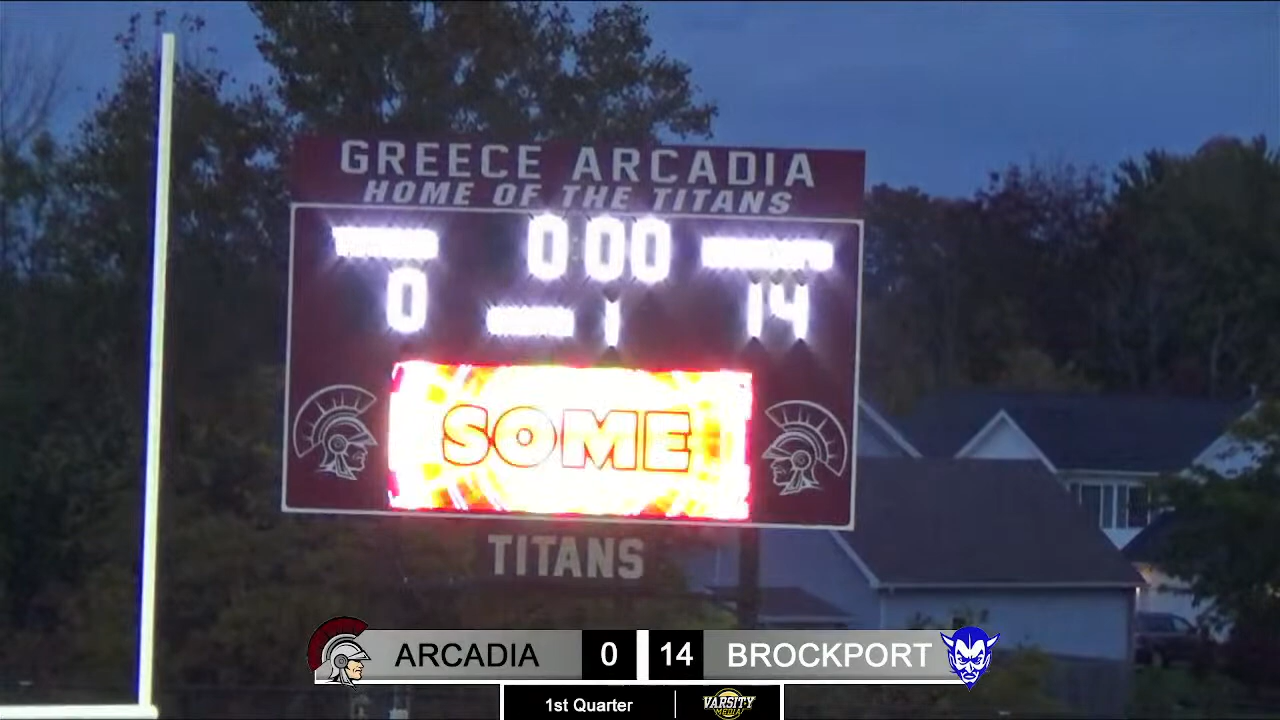 GREECE ARCADIA
HOME OF THE TITANS
0:00
0 1 14
SOME
TITANS
ARCADIA 0 14 BROCKPORT
1st Quarter VARSITY MEDIA